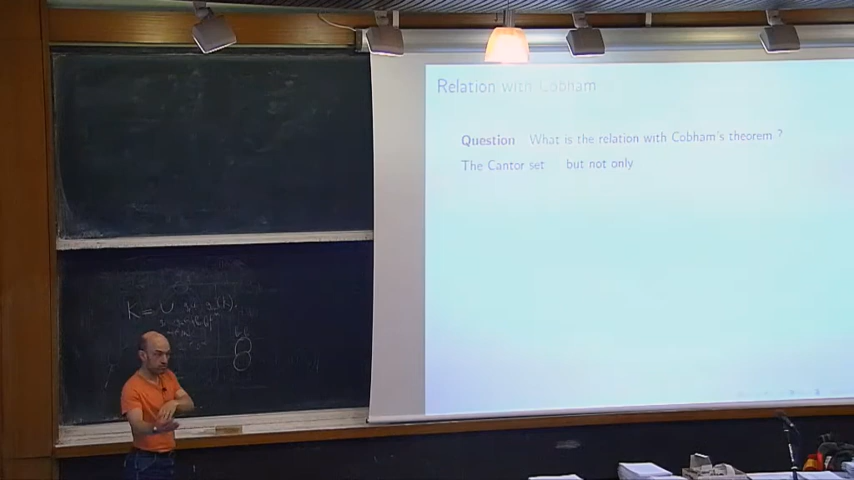 Relation with Cobham
Question What is the relation with Cobham's theorem ?
The Cantor set but not only
K = ∪